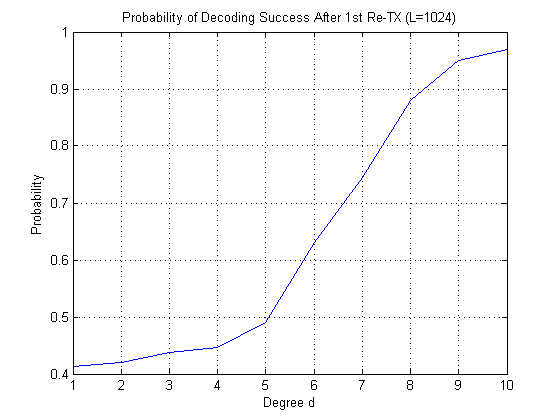 Probability of Decoding Success After 1st Re-TX (L=1024)
1
0.9
0.8
0.7
0.6
0.5
0.4
Probability
1 2 3 4 5 6 7 8 9 10
Degree d